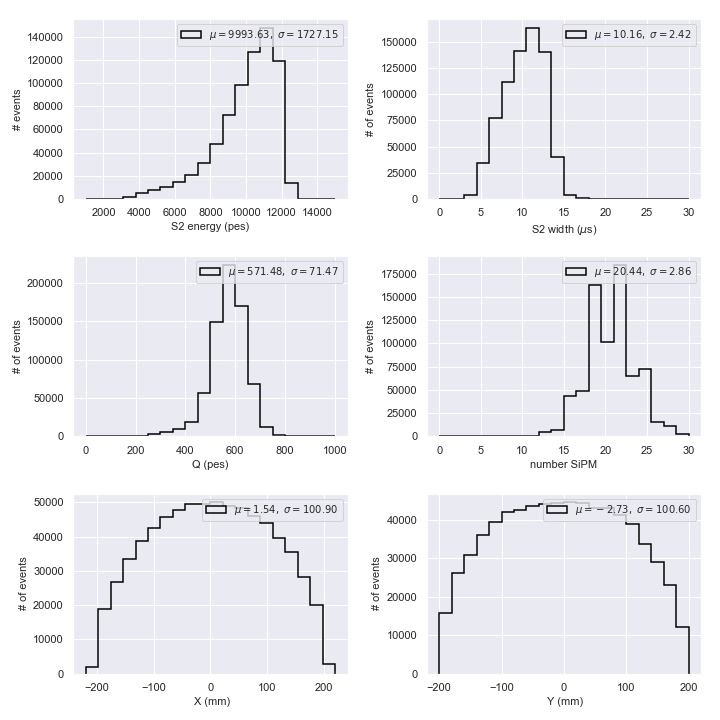 μ = 9993.63, σ = 1727.15
140000
120000
100000
80000
60000
40000
20000
0
# events
2000 4000 6000 8000 10000 12000 14000
S2 energy (pes)
μ = 10.16, σ = 2.42
150000
125000
100000
75000
50000
25000
0
# of events
0 5 10 15 20 25 30
S2 width (μs)
μ = 571.48, σ = 71.47
200000
150000
100000
50000
0
# of events
0 200 400 600 800 1000
Q (pes)
μ = 20.44, σ = 2.86
175000
150000
125000
100000
75000
50000
25000
0
# of events
0 5 10 15 20 25 30
number SiPM
μ = 1.54, σ = 100.90
50000
40000
30000
20000
10000
0
# of events
−200 −100 0 100 200
X (mm)
μ = −2.73, σ = 100.60
40000
30000
20000
10000
0
# of events
−200 −100 0 100 200
Y (mm)